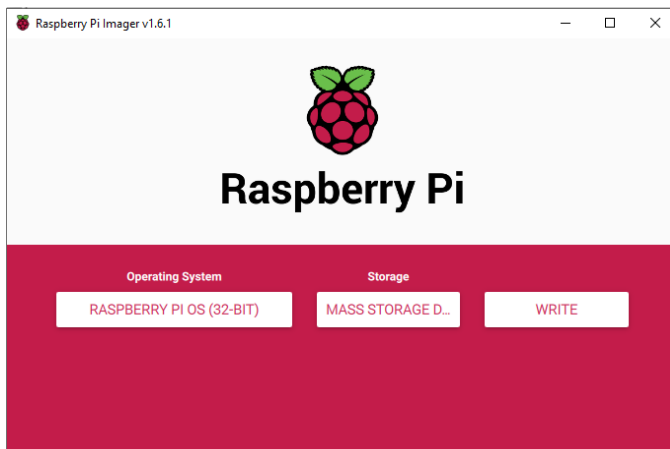 Raspberry Pi Imager v1.6.1
Raspberry Pi
Operating System
Storage
RASPBERRY PI OS (32-BIT)
MASS STORAGE D...
WRITE